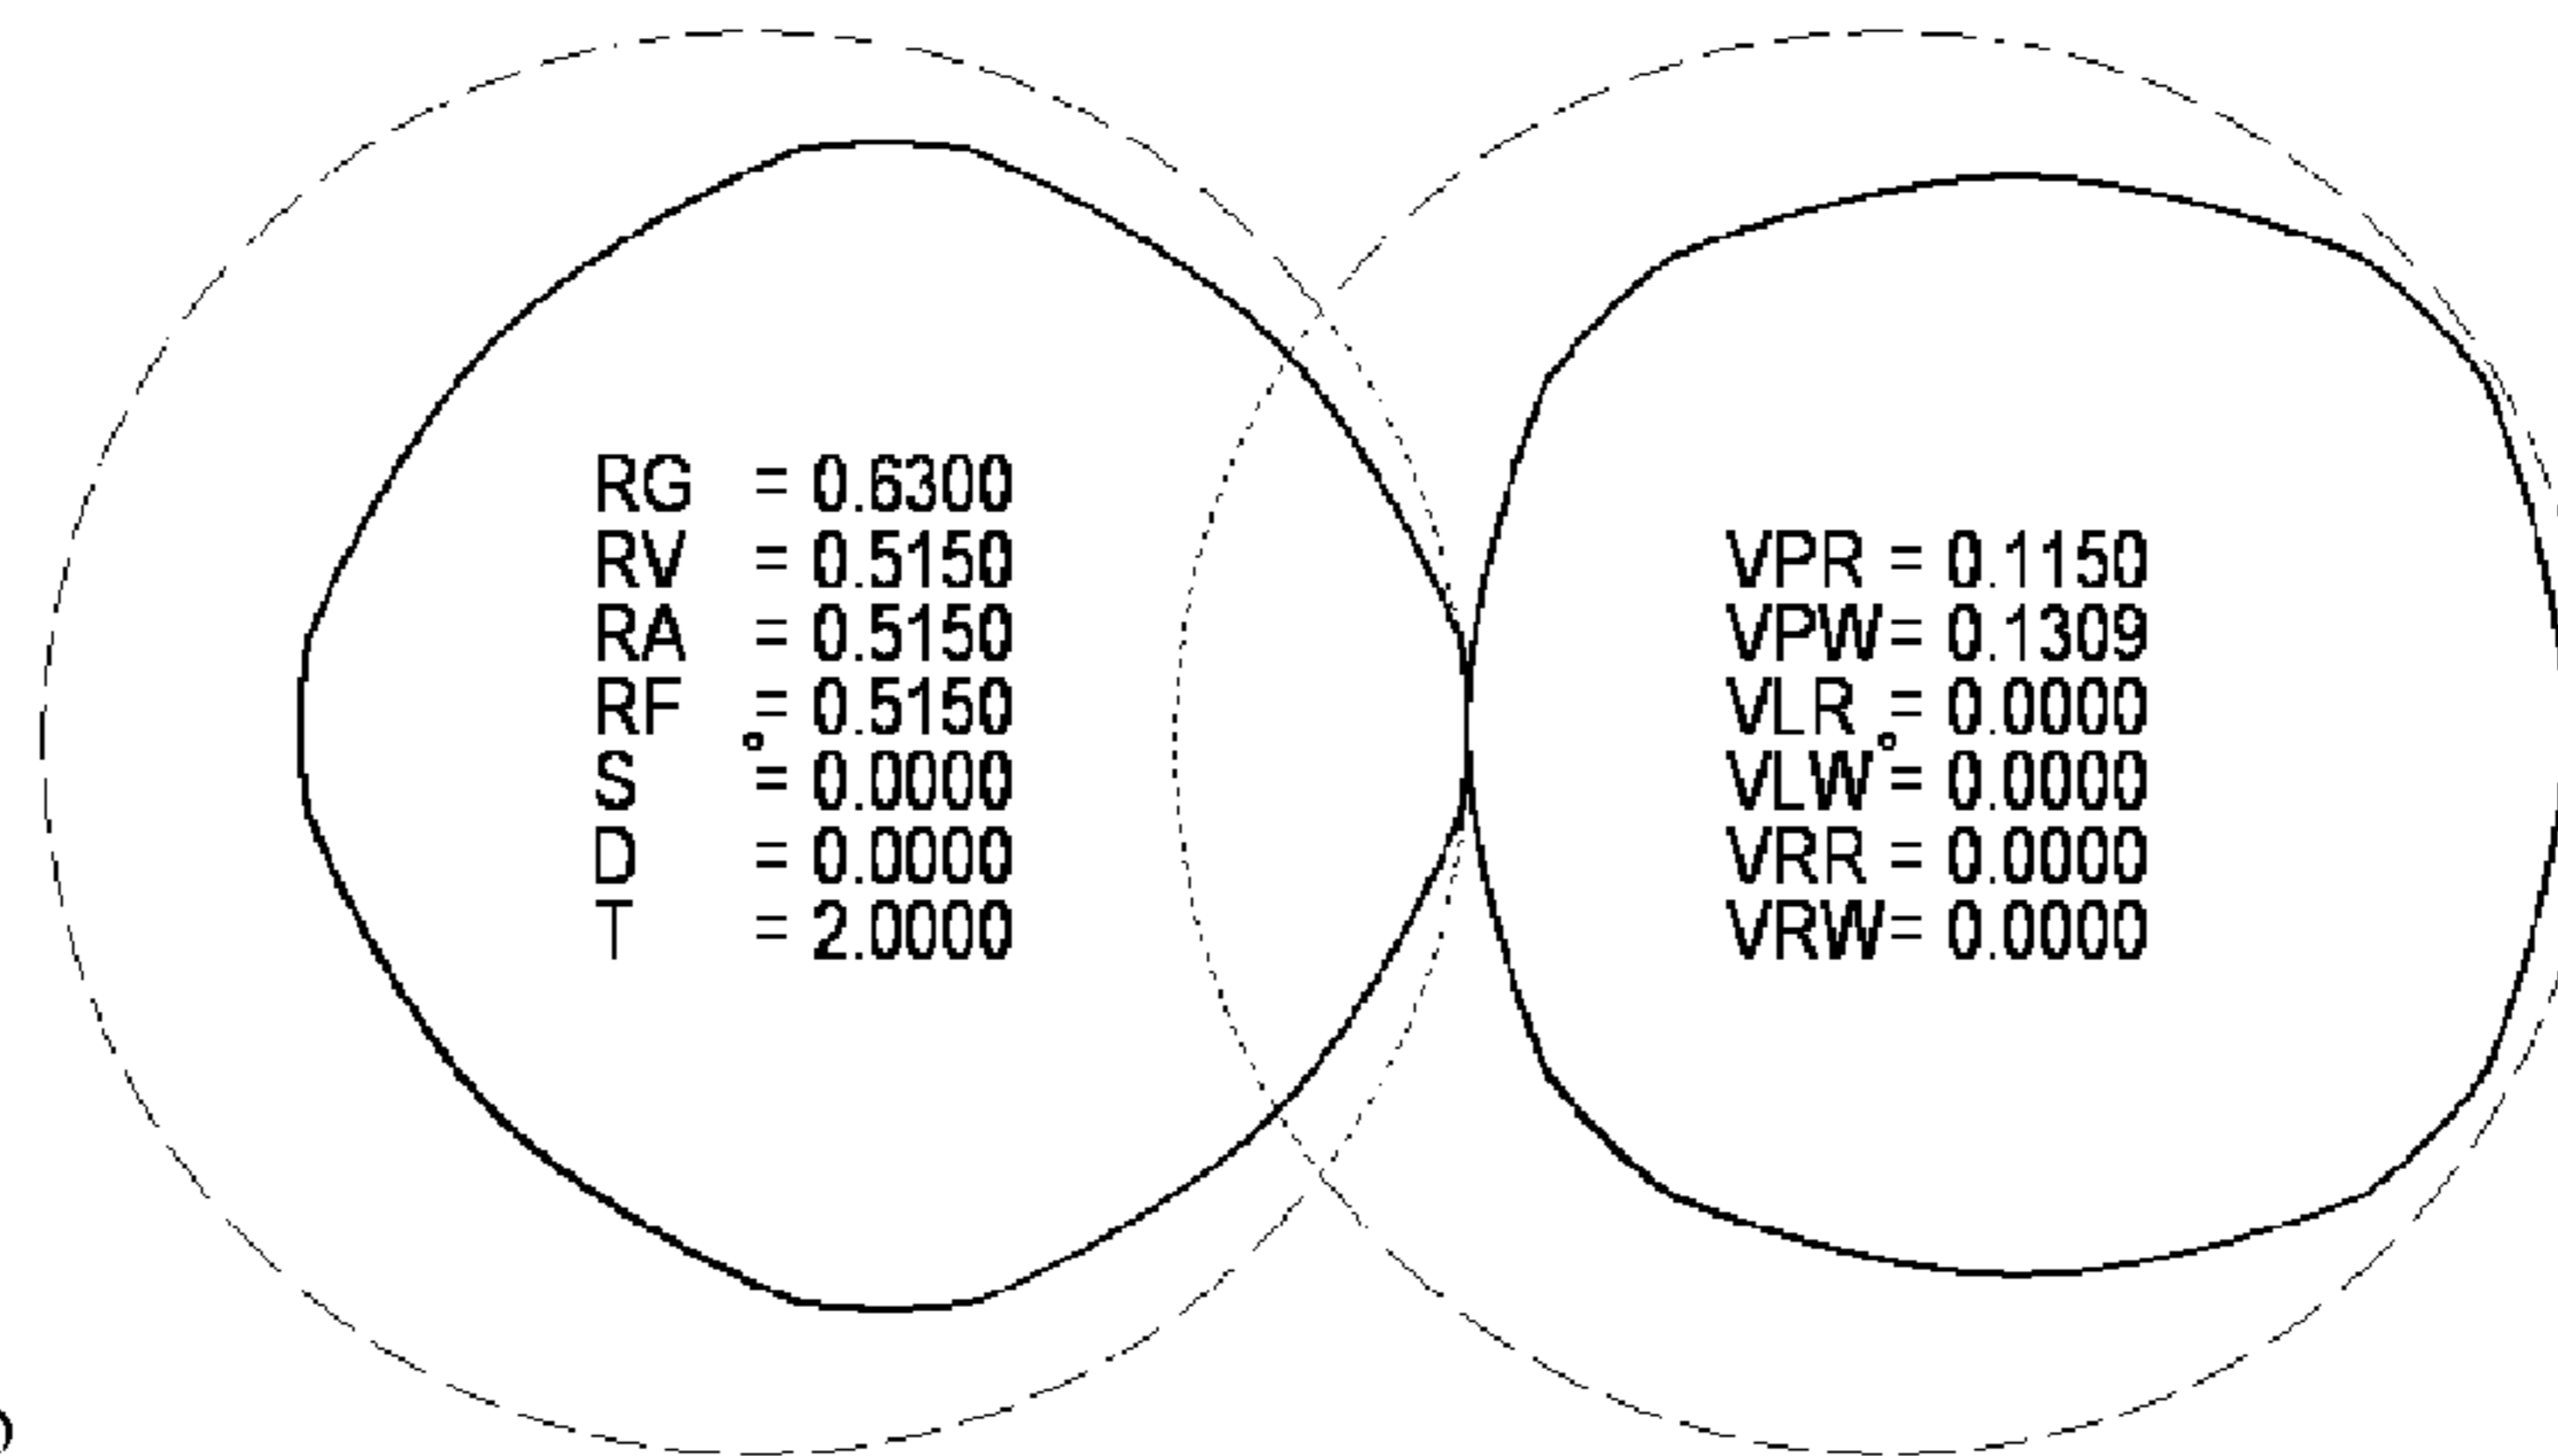 RG = 0.6300
RV = 0.5150
RA = 0.5150
RF = 0.5150
S = 0.0000
D = 0.0000
T = 2.0000
VPR = 0.1150
VPW = 0.1309
VLR = 0.0000
VLW = 0.0000
VRR = 0.0000
VRW = 0.0000
)